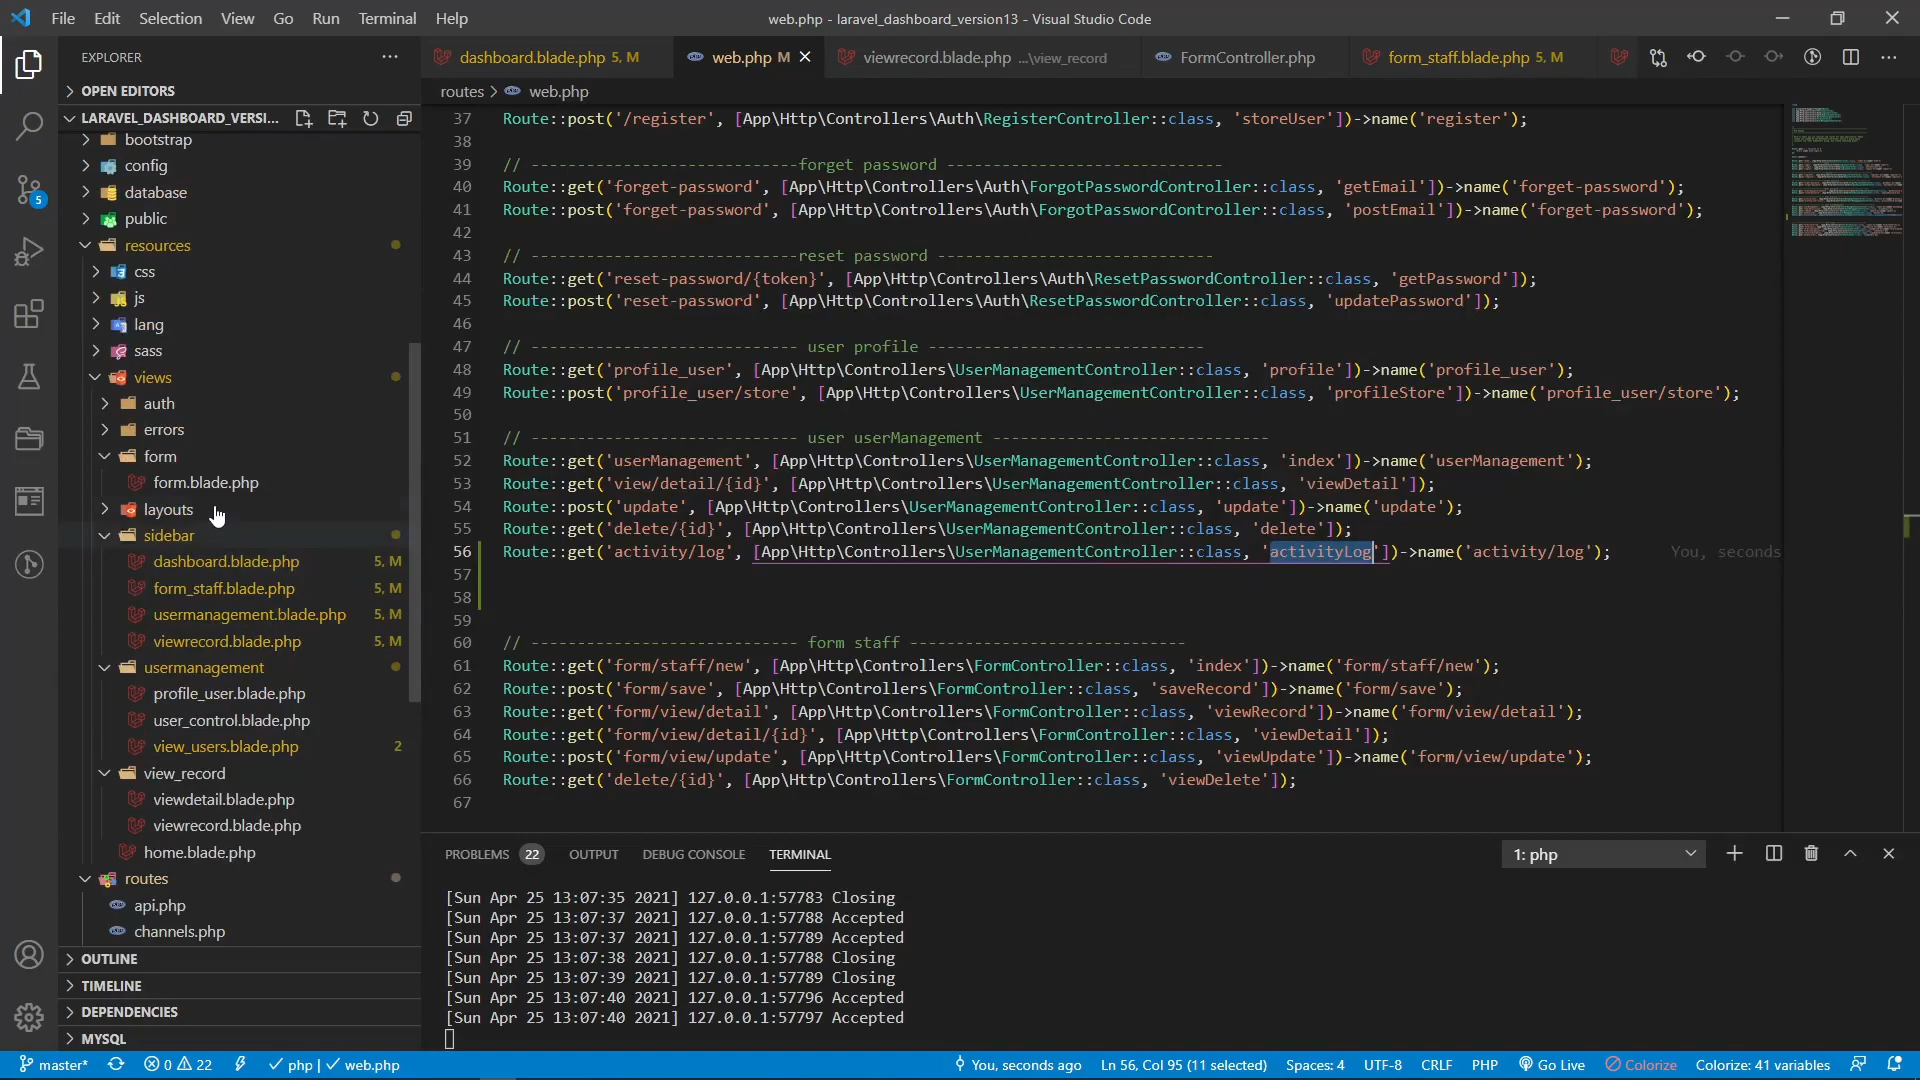 File Edit Selection View Go Run Terminal Help
web.php - laravel_dashboard_version13 - Visual Studio Code
EXPLORER
dashboard.blade.php 5, M
web.php M
viewrecord.blade.php ...\view_record
FormController.php
form_staff.blade.php 5, M
OPEN EDITORS
routes > web.php
LARAVEL_DASHBOARD_VERSI...
bootstrap
config
database
public
resources
css
js
lang
sass
views
auth
errors
form
form.blade.php
layouts
sidebar
dashboard.blade.php 5, M
form_staff.blade.php 5, M
usermanagement.blade.php 5, M
viewrecord.blade.php 5, M
usermanagement
profile_user.blade.php
user_control.blade.php
view_users.blade.php 2
view_record
viewdetail.blade.php
viewrecord.blade.php
home.blade.php
routes
api.php
channels.php
OUTLINE
TIMELINE
DEPENDENCIES
MYSQL
5
37 Route::post('/register', [App\Http\Controllers\Auth\RegisterController::class, 'storeUser'])->name('register');
38
39 // -----------------------------forget password ------------------------------
40 Route::get('forget-password', [App\Http\Controllers\Auth\ForgotPasswordController::class, 'getEmail'])->name('forget-password');
41 Route::post('forget-password', [App\Http\Controllers\Auth\ForgotPasswordController::class, 'postEmail'])->name('forget-password');
42
43 // -----------------------------reset password ------------------------------
44 Route::get('reset-password/{token}', [App\Http\Controllers\Auth\ResetPasswordController::class, 'getPassword']);
45 Route::post('reset-password', [App\Http\Controllers\Auth\ResetPasswordController::class, 'updatePassword']);
46
47 // ----------------------------- user profile ------------------------------
48 Route::get('profile_user', [App\Http\Controllers\UserManagementController::class, 'profile'])->name('profile_user');
49 Route::post('profile_user/store', [App\Http\Controllers\UserManagementController::class, 'profileStore'])->name('profile_user/store');
50
51 // ----------------------------- user userManagement ------------------------------
52 Route::get('userManagement', [App\Http\Controllers\UserManagementController::class, 'index'])->name('userManagement');
53 Route::get('view/detail/{id}', [App\Http\Controllers\UserManagementController::class, 'viewDetail']);
54 Route::post('update', [App\Http\Controllers\UserManagementController::class, 'update'])->name('update');
55 Route::get('delete/{id}', [App\Http\Controllers\UserManagementController::class, 'delete']);
56 Route::get('activity/log', [App\Http\Controllers\UserManagementController::class, 'activityLog'])->name('activity/log'); You, seconds
57
58
59
60 // ----------------------------- form staff ------------------------------
61 Route::get('form/staff/new', [App\Http\Controllers\FormController::class, 'index'])->name('form/staff/new');
62 Route::post('form/save', [App\Http\Controllers\FormController::class, 'saveRecord'])->name('form/save');
63 Route::get('form/view/detail', [App\Http\Controllers\FormController::class, 'viewRecord'])->name('form/view/detail');
64 Route::get('form/view/detail/{id}', [App\Http\Controllers\FormController::class, 'viewDetail']);
65 Route::post('form/view/update', [App\Http\Controllers\FormController::class, 'viewUpdate'])->name('form/view/update');
66 Route::get('delete/{id}', [App\Http\Controllers\FormController::class, 'viewDelete']);
67
PROBLEMS 22 OUTPUT DEBUG CONSOLE TERMINAL
1: php
[Sun Apr 25 13:07:35 2021] 127.0.0.1:57783 Closing
[Sun Apr 25 13:07:37 2021] 127.0.0.1:57788 Accepted
[Sun Apr 25 13:07:37 2021] 127.0.0.1:57789 Accepted
[Sun Apr 25 13:07:38 2021] 127.0.0.1:57788 Closing
[Sun Apr 25 13:07:39 2021] 127.0.0.1:57789 Closing
[Sun Apr 25 13:07:40 2021] 127.0.0.1:57796 Accepted
[Sun Apr 25 13:07:40 2021] 127.0.0.1:57797 Accepted
master* 0 22 php | web.php You, seconds ago Ln 56, Col 95 (11 selected) Spaces: 4 UTF-8 CRLF PHP Go Live Colorize Colorize: 41 variables